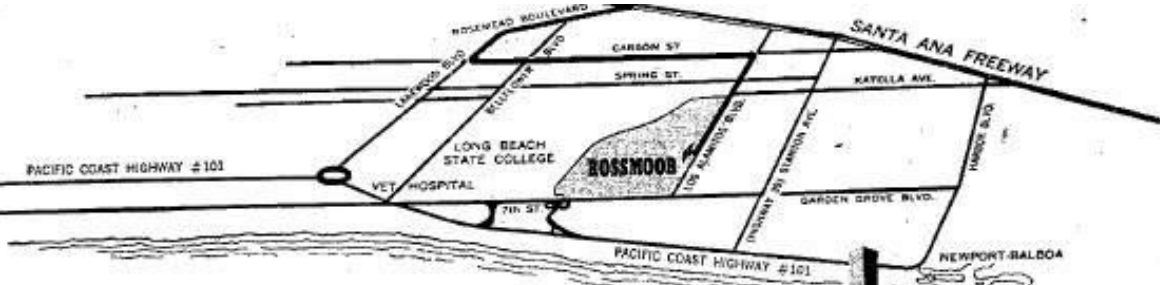 ROSEMEAD BOULEVARD
SANTA ANA FREEWAY
LAKEWOOD BLVD
BELLFLOWER BLVD
CARSON ST
SPRING ST.
KATELLA AVE.
LOS ALAMITOS BLVD.
HIGHWAY 39) STANTON AVE.
HARBOR BLVD.
LONG BEACH
STATE COLLEGE
ROSSMOOR
PACIFIC COAST HIGHWAY #101
VET HOSPITAL
7th ST.
GARDEN GROVE BLVD.
PACIFIC COAST HIGHWAY #101
NEWPORT-BALBOA